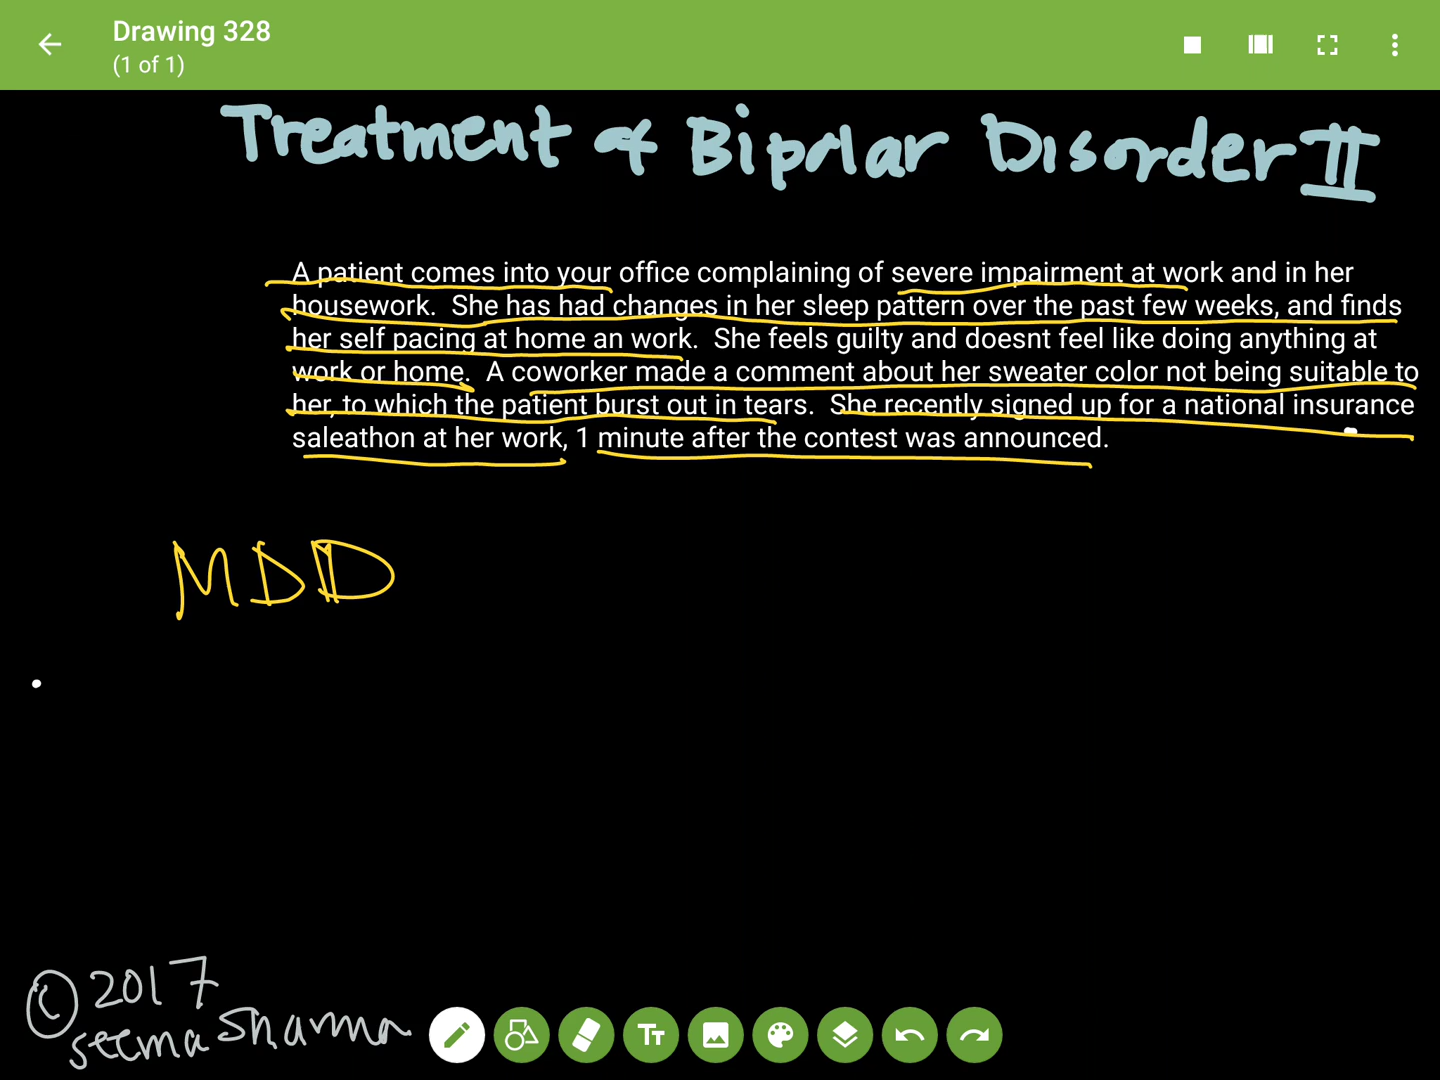 Drawing 328
(1 of 1)
Treatment of Bipolar Disorder II
A patient comes into your office complaining of severe impairment at work and in her
housework.  She has had changes in her sleep pattern over the past few weeks, and finds
her self pacing at home an work.  She feels guilty and doesnt feel like doing anything at
work or home.  A coworker made a comment about her sweater color not being suitable to
her, to which the patient burst out in tears.  She recently signed up for a national insurance
saleathon at her work, 1 minute after the contest was announced.
MDD
© 2017
seema Sharma
Tт